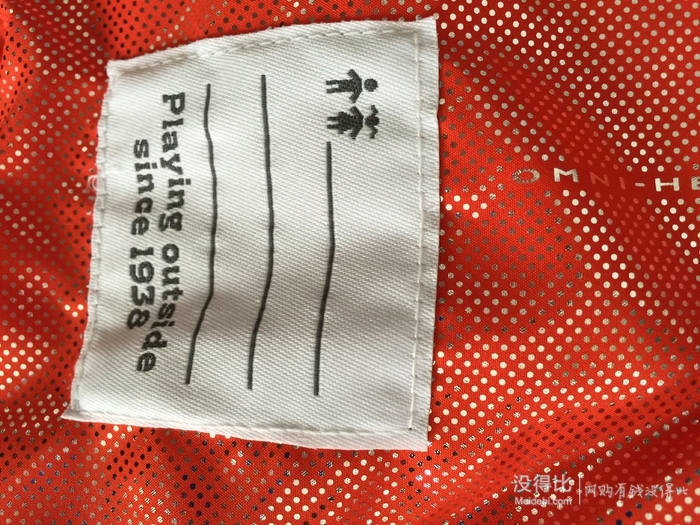 Playing outside
since 1938
OMNI-HE
没得比
Meidebi.com
网购有钱没得比